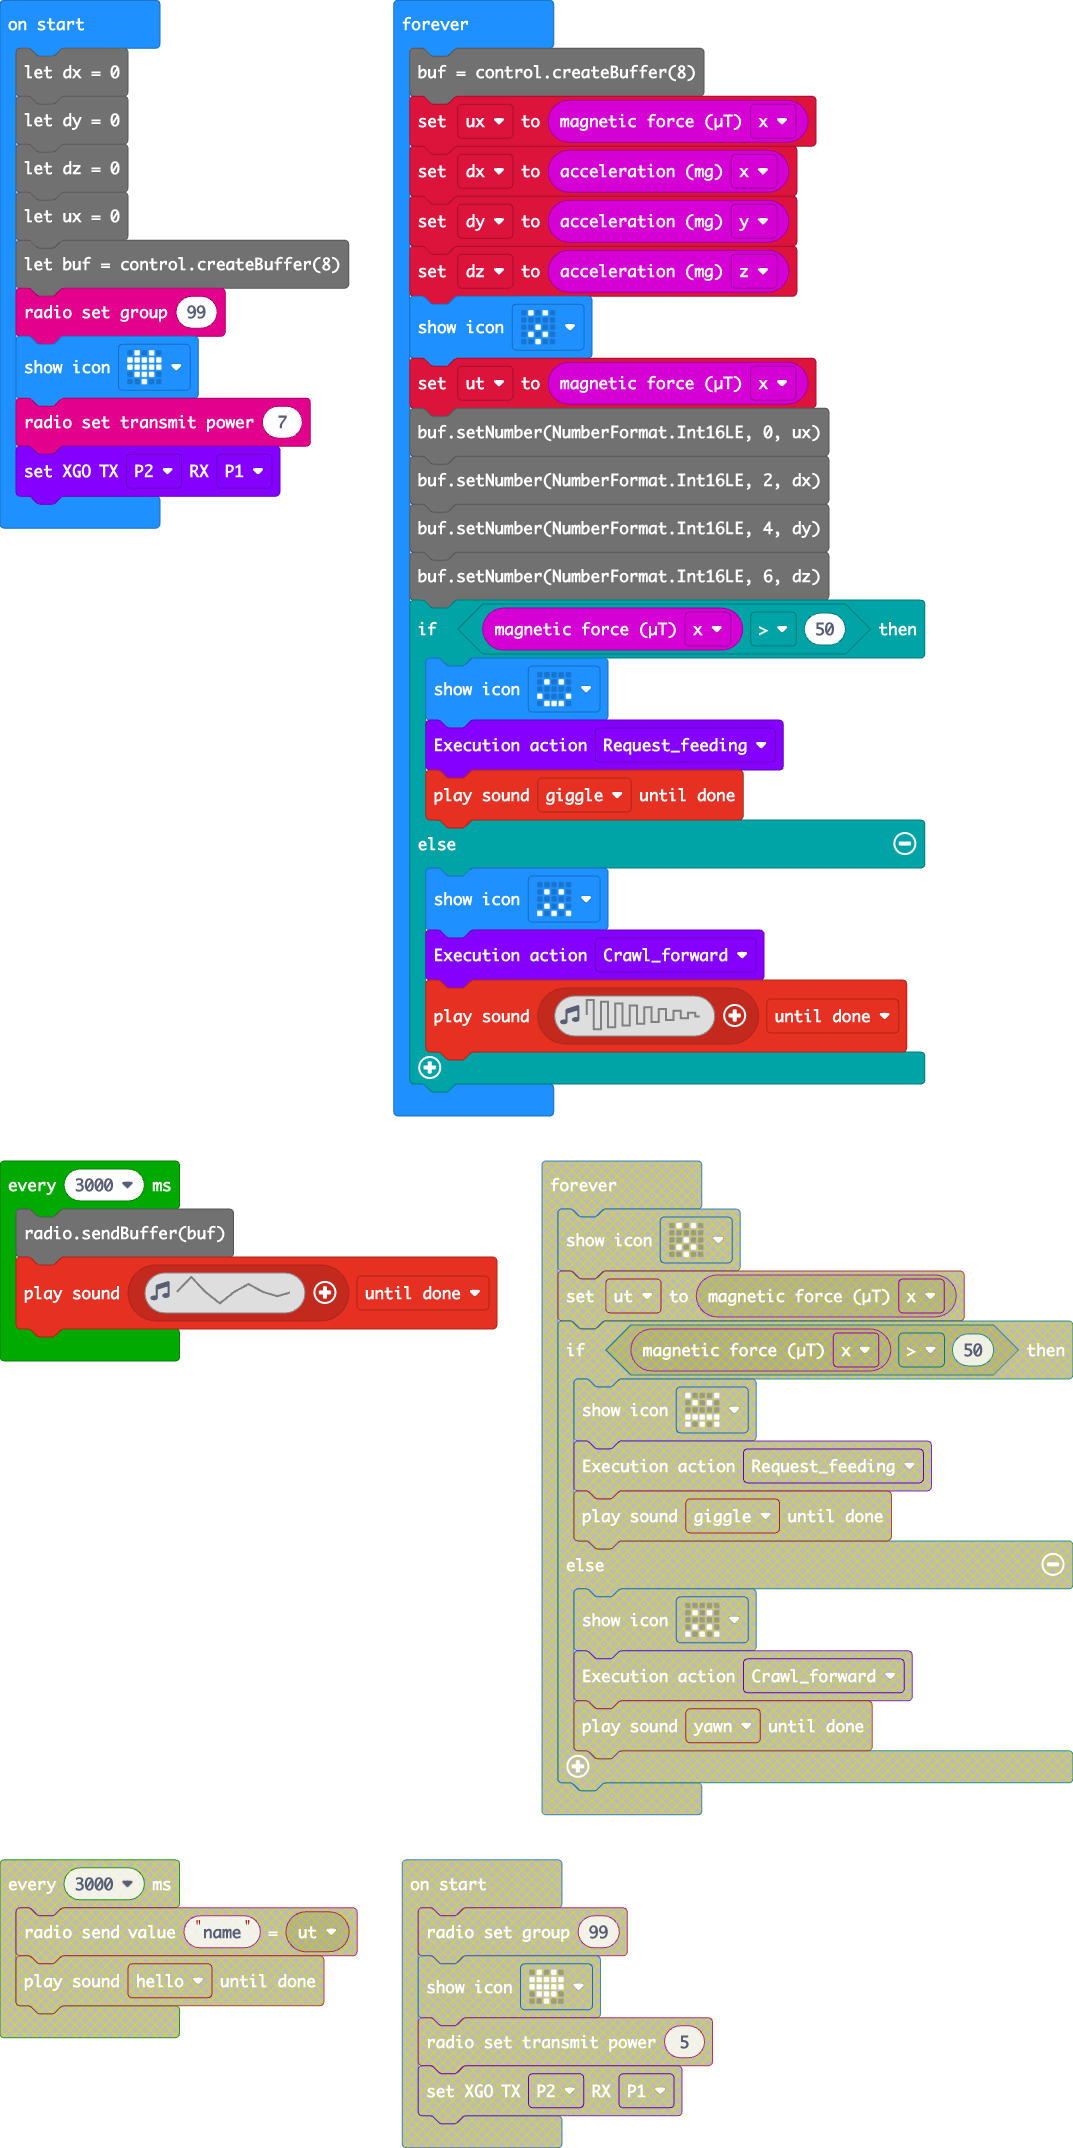 on start
let dx = 0
let dy = 0
let dz = 0
let ux = 0
let buf = control.createBuffer(8)
radio set group 99
show icon
radio set transmit power 7
set XGO TX P2 RX P1
forever
buf = control.createBuffer(8)
set ux to magnetic force (µT) x
set dx to acceleration (mg) x
set dy to acceleration (mg) y
set dz to acceleration (mg) z
show icon
set ut to magnetic force (µT) x
buf.setNumber(NumberFormat.Int16LE, 0, ux)
buf.setNumber(NumberFormat.Int16LE, 2, dx)
buf.setNumber(NumberFormat.Int16LE, 4, dy)
buf.setNumber(NumberFormat.Int16LE, 6, dz)
if magnetic force (µT) x > 50 then
show icon
Execution action Request_feeding
play sound giggle until done
else
show icon
Execution action Crawl_forward
play sound until done
every 3000 ms
radio.sendBuffer(buf)
play sound until done
forever
show icon
set ut to magnetic force (µT) x
if magnetic force (µT) x > 50 then
show icon
Execution action Request_feeding
play sound giggle until done
else
show icon
Execution action Crawl_forward
play sound yawn until done
every 3000 ms
radio send value "name" = ut
play sound hello until done
on start
radio set group 99
show icon
radio set transmit power 5
set XGO TX P2 RX P1